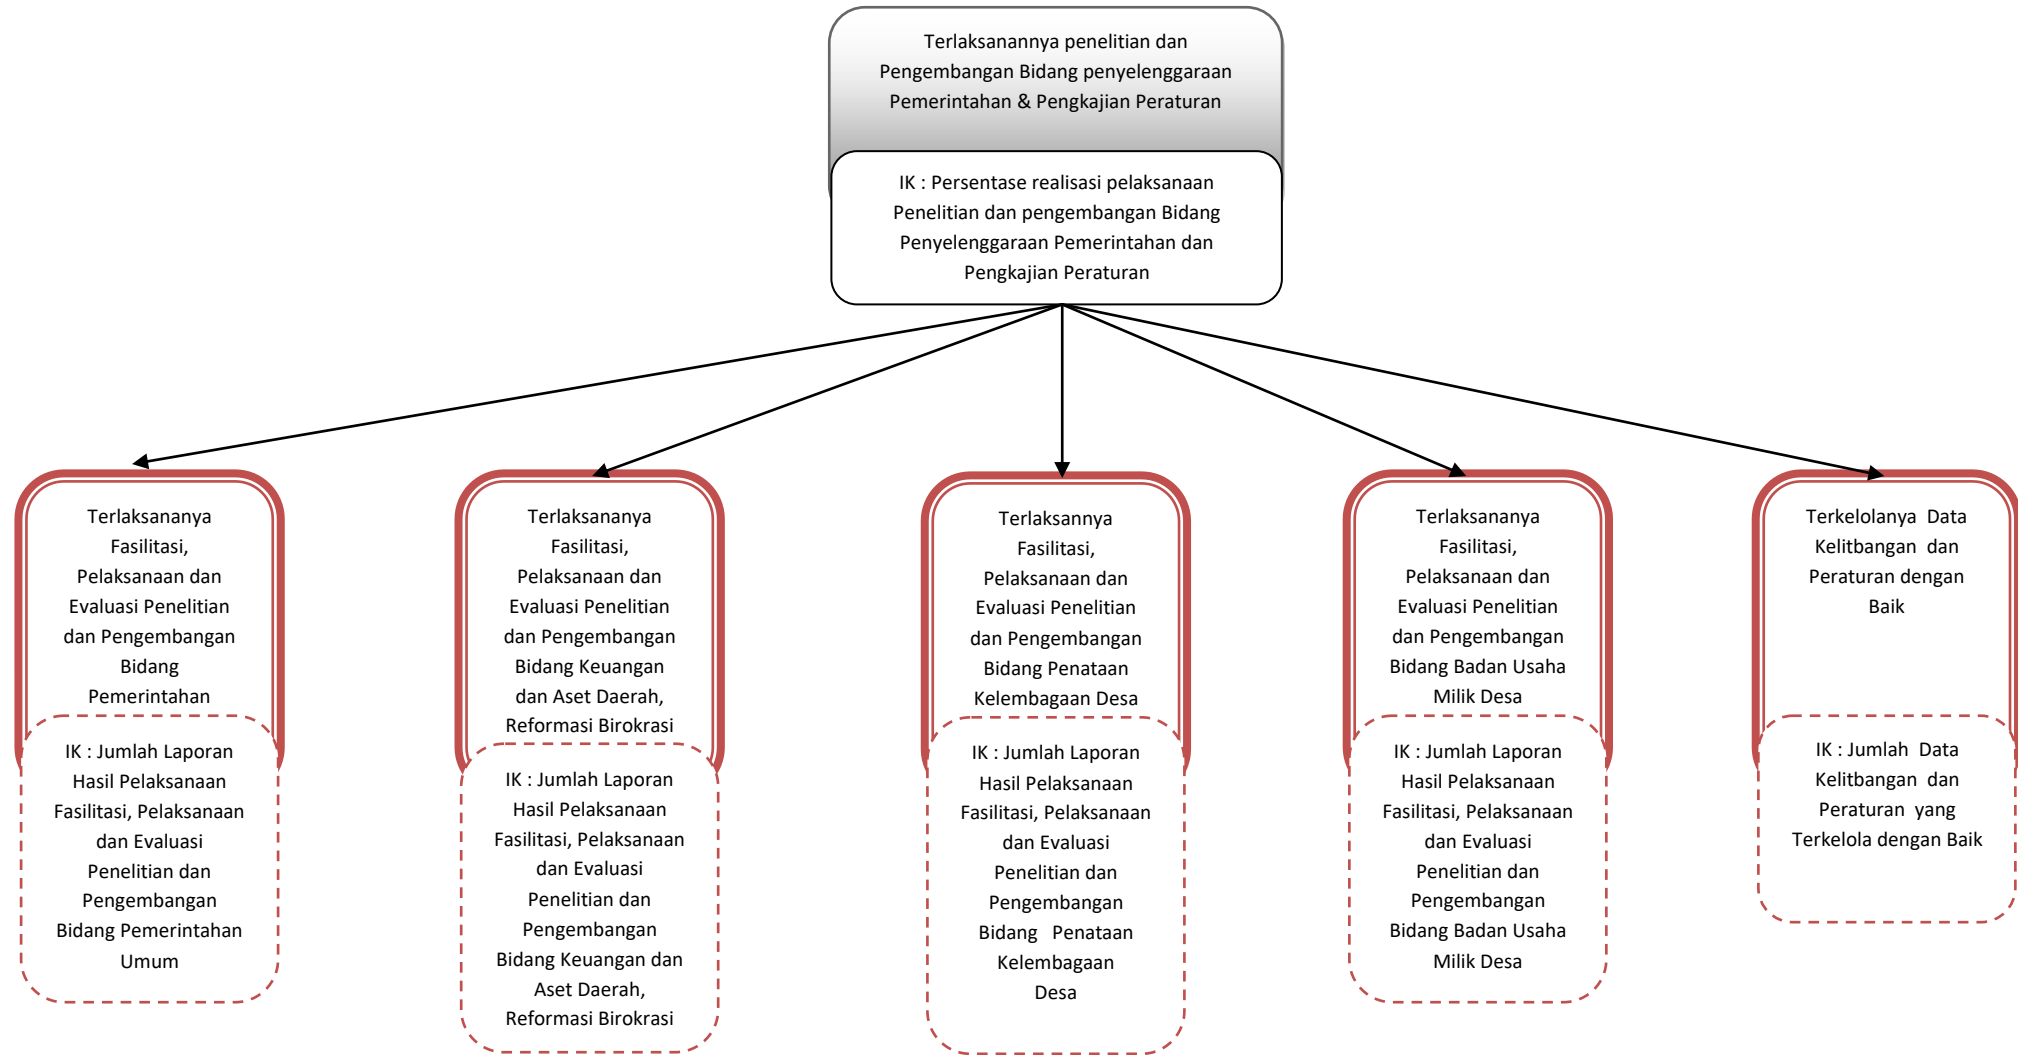 Terlaksanannya penelitian dan
Pengembangan Bidang penyelenggaraan
Pemerintahan & Pengkajian Peraturan
IK : Persentase realisasi pelaksanaan
Penelitian dan pengembangan Bidang
Penyelenggaraan Pemerintahan dan
Pengkajian Peraturan
Terlaksananya
Fasilitasi,
Pelaksanaan dan
Evaluasi Penelitian
dan Pengembangan
Bidang
Pemerintahan
IK : Jumlah Laporan
Hasil Pelaksanaan
Fasilitasi, Pelaksanaan
dan Evaluasi
Penelitian dan
Pengembangan
Bidang Pemerintahan
Umum
Terlaksananya
Fasilitasi,
Pelaksanaan dan
Evaluasi Penelitian
dan Pengembangan
Bidang Keuangan
dan Aset Daerah,
Reformasi Birokrasi
IK : Jumlah Laporan
Hasil Pelaksanaan
Fasilitasi, Pelaksanaan
dan Evaluasi
Penelitian dan
Pengembangan
Bidang Keuangan dan
Aset Daerah,
Reformasi Birokrasi
Terlaksannya
Fasilitasi,
Pelaksanaan dan
Evaluasi Penelitian
dan Pengembangan
Bidang Penataan
Kelembagaan Desa
IK : Jumlah Laporan
Hasil Pelaksanaan
Fasilitasi, Pelaksanaan
dan Evaluasi
Penelitian dan
Pengembangan
Bidang Penataan
Kelembagaan
Desa
Terlaksananya
Fasilitasi,
Pelaksanaan dan
Evaluasi Penelitian
dan Pengembangan
Bidang Badan Usaha
Milik Desa
IK : Jumlah Laporan
Hasil Pelaksanaan
Fasilitasi, Pelaksanaan
dan Evaluasi
Penelitian dan
Pengembangan
Bidang Badan Usaha
Milik Desa
Terkelolanya Data
Kelitbangan dan
Peraturan dengan
Baik
IK : Jumlah Data
Kelitbangan dan
Peraturan yang
Terkelola dengan Baik